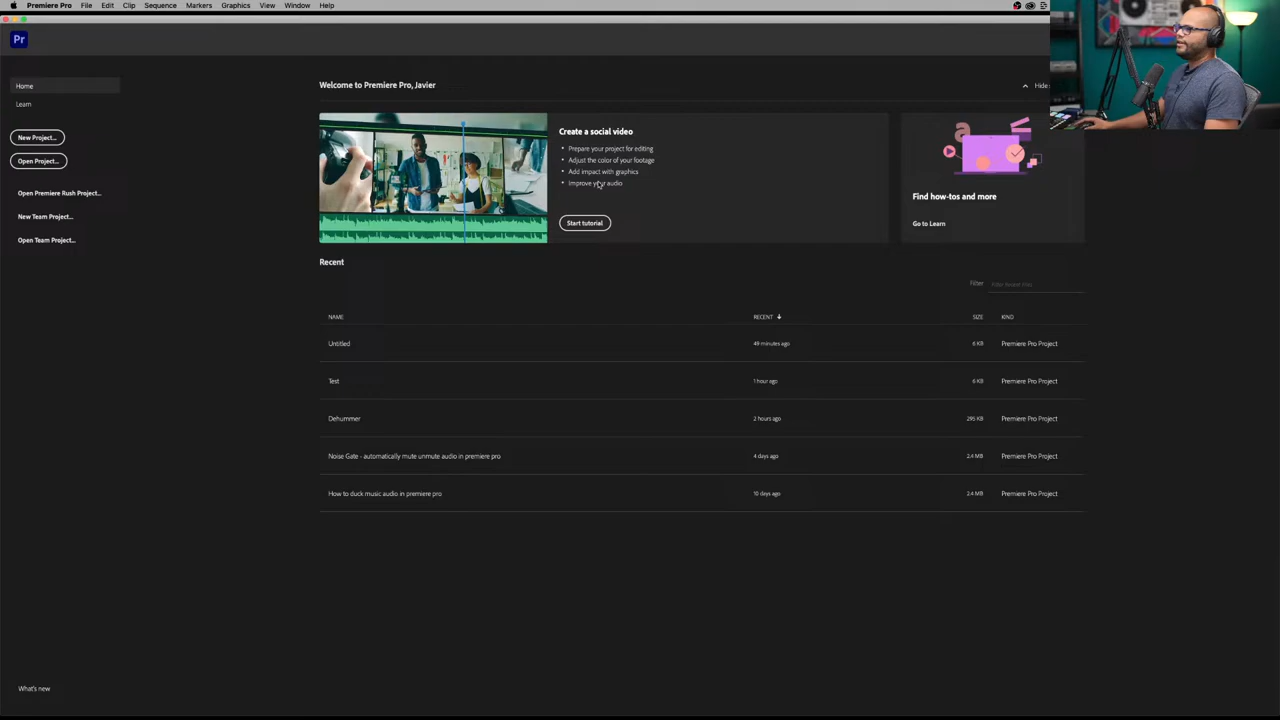 Premiere Pro File Edit Clip Sequence Markers Graphics View Window Help
Pr
Home
Learn
New Project...
Open Project...
Open Premiere Rush Project...
New Team Project...
Open Team Project...
Welcome to Premiere Pro, Javier
Hide
Create a social video
• Prepare your project for editing
• Adjust the color of your footage
• Add impact with graphics
• Improve your audio
Start tutorial
Find how-tos and more
Go to Learn
Recent
Filter Filter Recent Files
NAME RECENT SIZE KIND
Untitled 49 minutes ago 6 KB Premiere Pro Project
Test 1 hour ago 6 KB Premiere Pro Project
Dehummer 2 hours ago 295 KB Premiere Pro Project
Noise Gate - automatically mute unmute audio in premiere pro 4 days ago 2.4 MB Premiere Pro Project
How to duck music audio in premiere pro 10 days ago 2.4 MB Premiere Pro Project
What's new